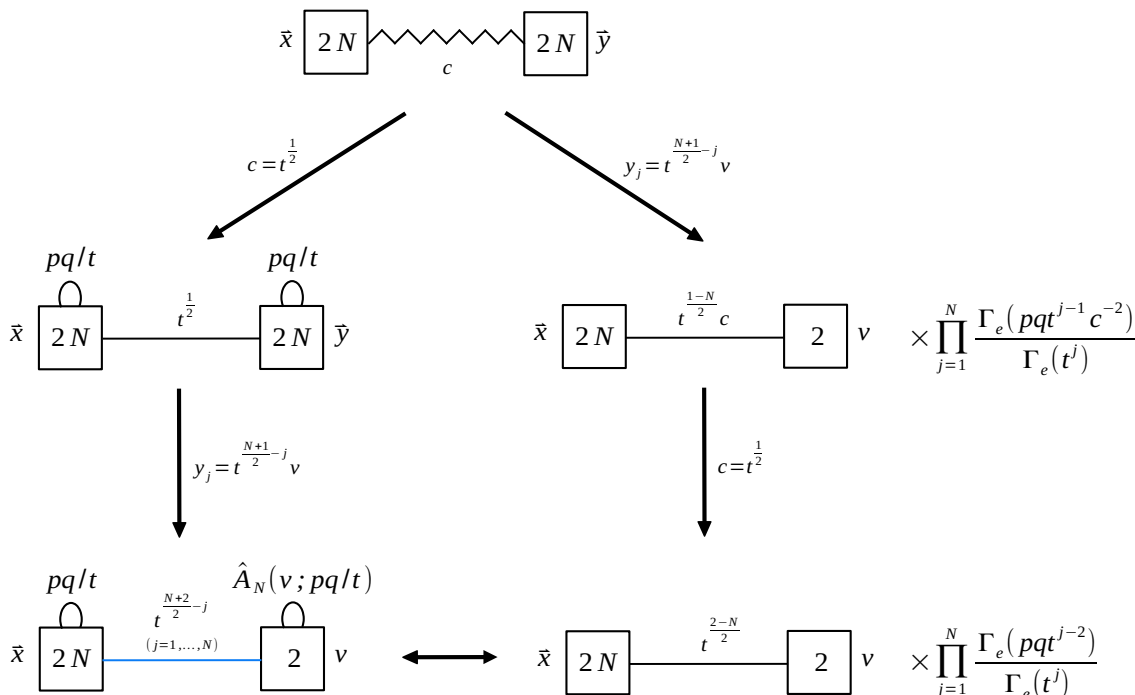 x⃗ 2N 2N y⃗
c
c = t^{1/2}
y_j = t^{(N+1)/2 − j} v
pq/t pq/t
x⃗ 2N t^{1/2} 2N y⃗
x⃗ 2N t^{(1−N)/2} c 2 v × ∏_{j=1}^{N} Γ_e(pqt^{j−1} c^{−2}) / Γ_e(t^j)
y_j = t^{(N+1)/2 − j} v
c = t^{1/2}
pq/t Â_N(v; pq/t)
x⃗ 2N t^{(N+2)/2 − j} (j=1,…,N) 2 v
x⃗ 2N t^{(2−N)/2} 2 v × ∏_{j=1}^{N} Γ_e(pqt^{j−2}) / Γ_e(t^j)